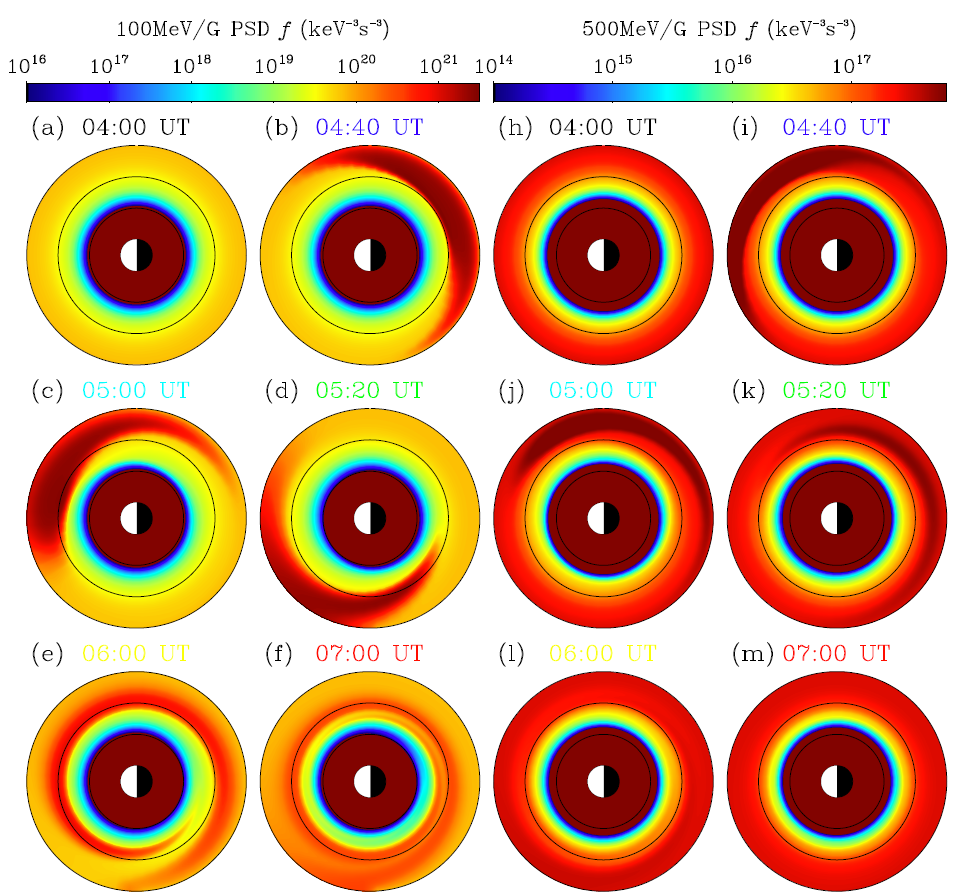 100MeV/G PSD f (keV⁻³s⁻³) 500MeV/G PSD f (keV⁻³s⁻³)
10¹⁶ 10¹⁷ 10¹⁸ 10¹⁹ 10²⁰ 10²¹ 10¹⁴ 10¹⁵ 10¹⁶ 10¹⁷
(a) 04:00 UT (b) 04:40 UT (h) 04:00 UT (i) 04:40 UT
(c) 05:00 UT (d) 05:20 UT (j) 05:00 UT (k) 05:20 UT
(e) 06:00 UT (f) 07:00 UT (l) 06:00 UT (m) 07:00 UT